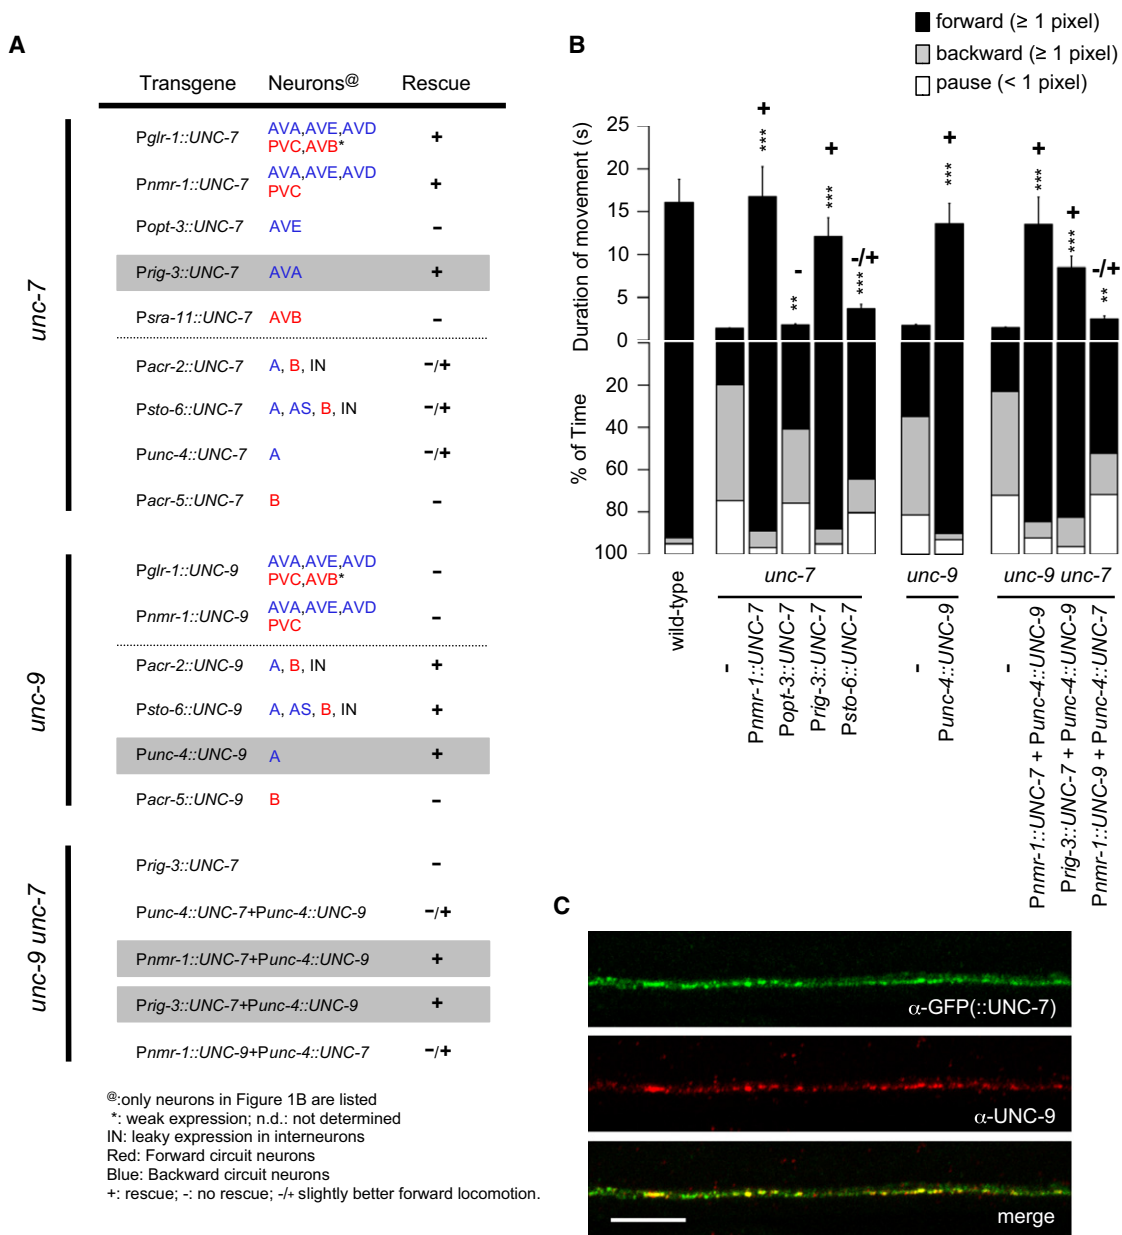 A
Transgene Neurons@ Rescue
unc-7
Pglr-1::UNC-7 AVA,AVE,AVD PVC,AVB* +
Pnmr-1::UNC-7 AVA,AVE,AVD PVC +
Popt-3::UNC-7 AVE -
Prig-3::UNC-7 AVA +
Psra-11::UNC-7 AVB -
Pacr-2::UNC-7 A, B, IN -/+
Psto-6::UNC-7 A, AS, B, IN -/+
Punc-4::UNC-7 A -/+
Pacr-5::UNC-7 B -
unc-9
Pglr-1::UNC-9 AVA,AVE,AVD PVC,AVB* -
Pnmr-1::UNC-9 AVA,AVE,AVD PVC -
Pacr-2::UNC-9 A, B, IN +
Psto-6::UNC-9 A, AS, B, IN +
Punc-4::UNC-9 A +
Pacr-5::UNC-9 B -
unc-9 unc-7
Prig-3::UNC-7 -
Punc-4::UNC-7+Punc-4::UNC-9 -/+
Pnmr-1::UNC-7+Punc-4::UNC-9 +
Prig-3::UNC-7+Punc-4::UNC-9 +
Pnmr-1::UNC-9+Punc-4::UNC-7 -/+
@:only neurons in Figure 1B are listed
*: weak expression; n.d.: not determined
IN: leaky expression in interneurons
Red: Forward circuit neurons
Blue: Backward circuit neurons
+: rescue; -: no rescue; -/+ slightly better forward locomotion.
B
forward (≥ 1 pixel)
backward (≥ 1 pixel)
pause (< 1 pixel)
Duration of movement (s)
25
20
15
10
5
0
% of Time
20
40
60
80
100
+ ***
- **
+ ***
-/+ ***
+ ***
+ ***
+ ***
-/+ **
wild-type
unc-7
-
Pnmr-1::UNC-7
Popt-3::UNC-7
Prig-3::UNC-7
Psto-6::UNC-7
unc-9
-
Punc-4::UNC-9
unc-9 unc-7
-
Pnmr-1::UNC-7 + Punc-4::UNC-9
Prig-3::UNC-7 + Punc-4::UNC-9
Pnmr-1::UNC-9 + Punc-4::UNC-7
C
α-GFP(::UNC-7)
α-UNC-9
merge